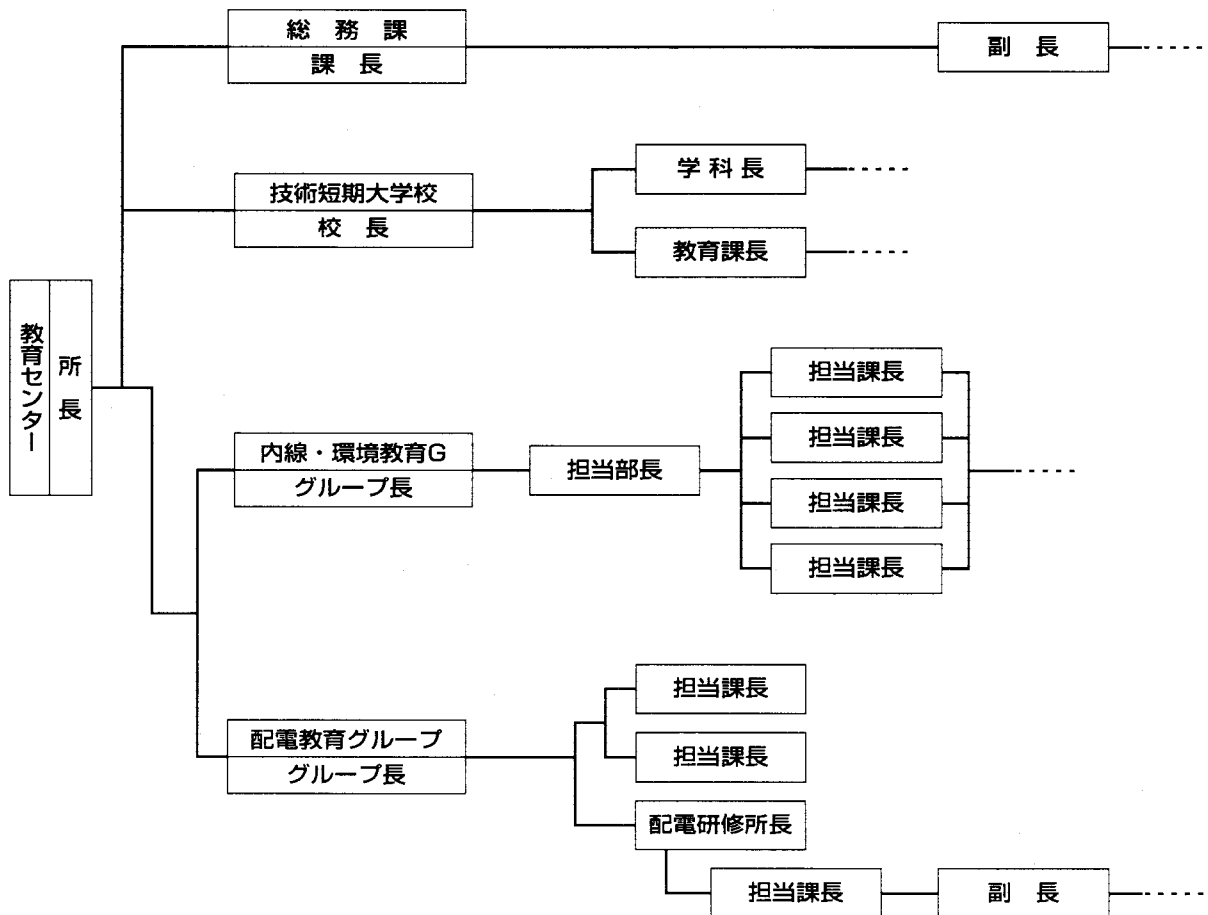 総務課
課長
副長
技術短期大学校
校長
学科長
教育課長
教育センター
所長
内線・環境教育G
グループ長
担当部長
担当課長
担当課長
担当課長
担当課長
配電教育グループ
グループ長
担当課長
担当課長
配電研修所長
担当課長
副長